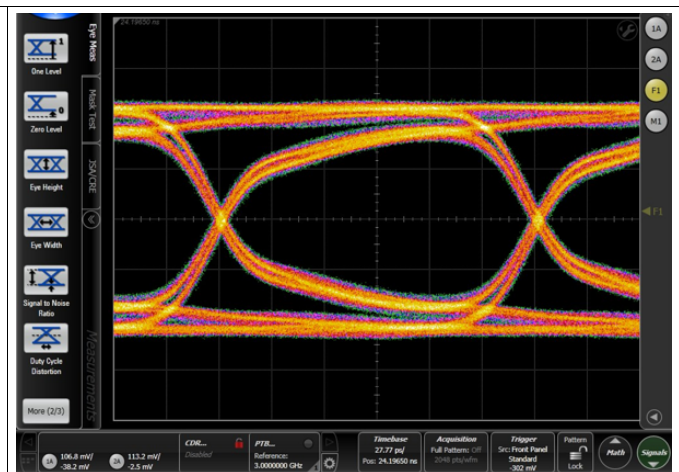 24.19650 ns
1
One Level
0
Zero Level
Eye Height
Eye Width
Signal to Noise
Ratio
Duty Cycle
Distortion
More (2/3)
Eye Meas
Mask Test
JSA/CRE
Measurements
1A
2A
F1
M1
F1
1A
106.8 mV/
-38.2 mV
2A
113.2 mV/
-2.5 mV
CDR...
Disabled
PTB...
Reference:
3.0000000 GHz
Timebase
27.77 ps/
Pos: 24.19650 ns
Acquisition
Full Pattern: Off
2048 pts/wfm
Trigger
Src: Front Panel
Standard
-302 mV
Pattern
Lock
Math
Signals